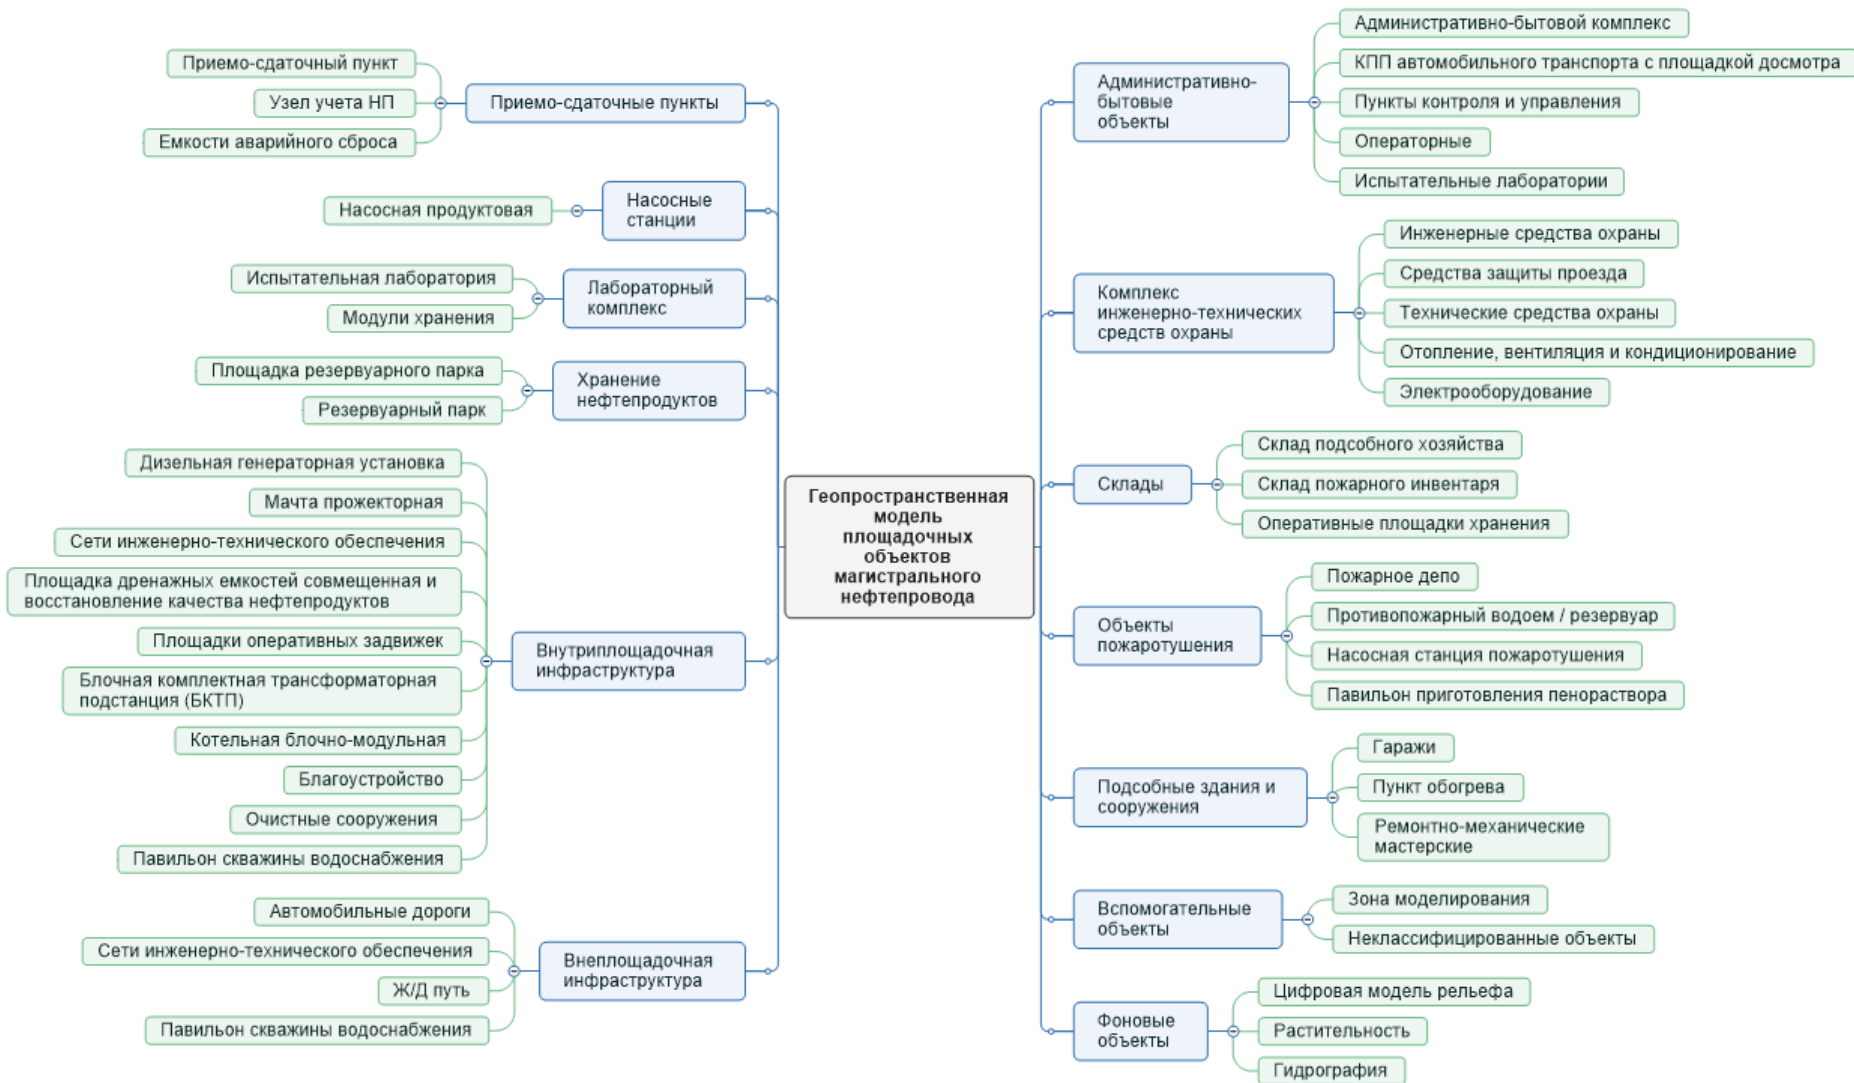 Приемо-сдаточный пункт
Узел учета НП
Емкости аварийного сброса
Приемо-сдаточные пункты
Насосная продуктовая
Насосные
станции
Испытательная лаборатория
Модули хранения
Лабораторный
комплекс
Площадка резервуарного парка
Резервуарный парк
Хранение
нефтепродуктов
Дизельная генераторная установка
Мачта прожекторная
Сети инженерно-технического обеспечения
Площадка дренажных емкостей совмещенная и
восстановление качества нефтепродуктов
Площадки оперативных задвижек
Блочная комплектная трансформаторная
подстанция (БКТП)
Котельная блочно-модульная
Благоустройство
Очистные сооружения
Павильон скважины водоснабжения
Внутриплощадочная
инфраструктура
Автомобильные дороги
Сети инженерно-технического обеспечения
Ж/Д путь
Павильон скважины водоснабжения
Внеплощадочная
инфраструктура
Геопространственная
модель
площадочных
объектов
магистрального
нефтепровода
Административно-
бытовые
объекты
Административно-бытовой комплекс
КПП автомобильного транспорта с площадкой досмотра
Пункты контроля и управления
Операторные
Испытательные лаборатории
Комплекс
инженерно-технических
средств охраны
Инженерные средства охраны
Средства защиты проезда
Технические средства охраны
Отопление, вентиляция и кондиционирование
Электрооборудование
Склады
Склад подсобного хозяйства
Склад пожарного инвентаря
Оперативные площадки хранения
Объекты
пожаротушения
Пожарное депо
Противопожарный водоем / резервуар
Насосная станция пожаротушения
Павильон приготовления пенораствора
Подсобные здания и
сооружения
Гаражи
Пункт обогрева
Ремонтно-механические
мастерские
Вспомогательные
объекты
Зона моделирования
Неклассифицированные объекты
Фоновые
объекты
Цифровая модель рельефа
Растительность
Гидрография